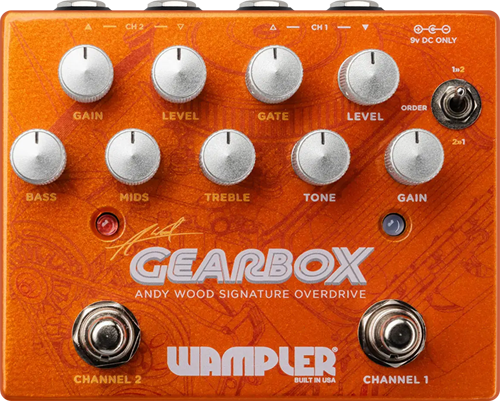 △ — CH 2 — ▽ △ — CH 1 — ▼
9v DC ONLY
1»2
GAIN LEVEL GATE LEVEL
ORDER
2»1
BASS MIDS TREBLE TONE GAIN
GEARBOX
ANDY WOOD SIGNATURE OVERDRIVE
WAMPLER®
BUILT IN USA
CHANNEL 2 CHANNEL 1